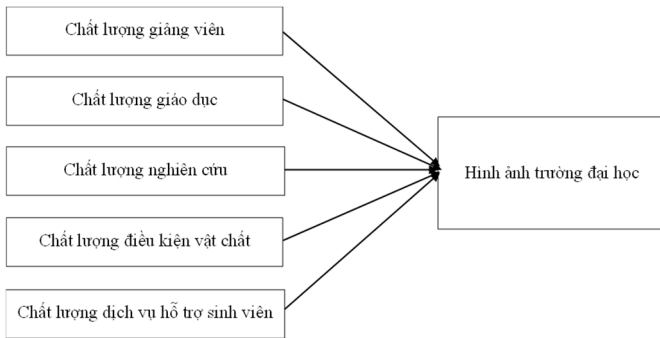 Chất lượng giảng viên
Chất lượng giáo dục
Chất lượng nghiên cứu
Hình ảnh trường đại học
Chất lượng điều kiện vật chất
Chất lượng dịch vụ hỗ trợ sinh viên